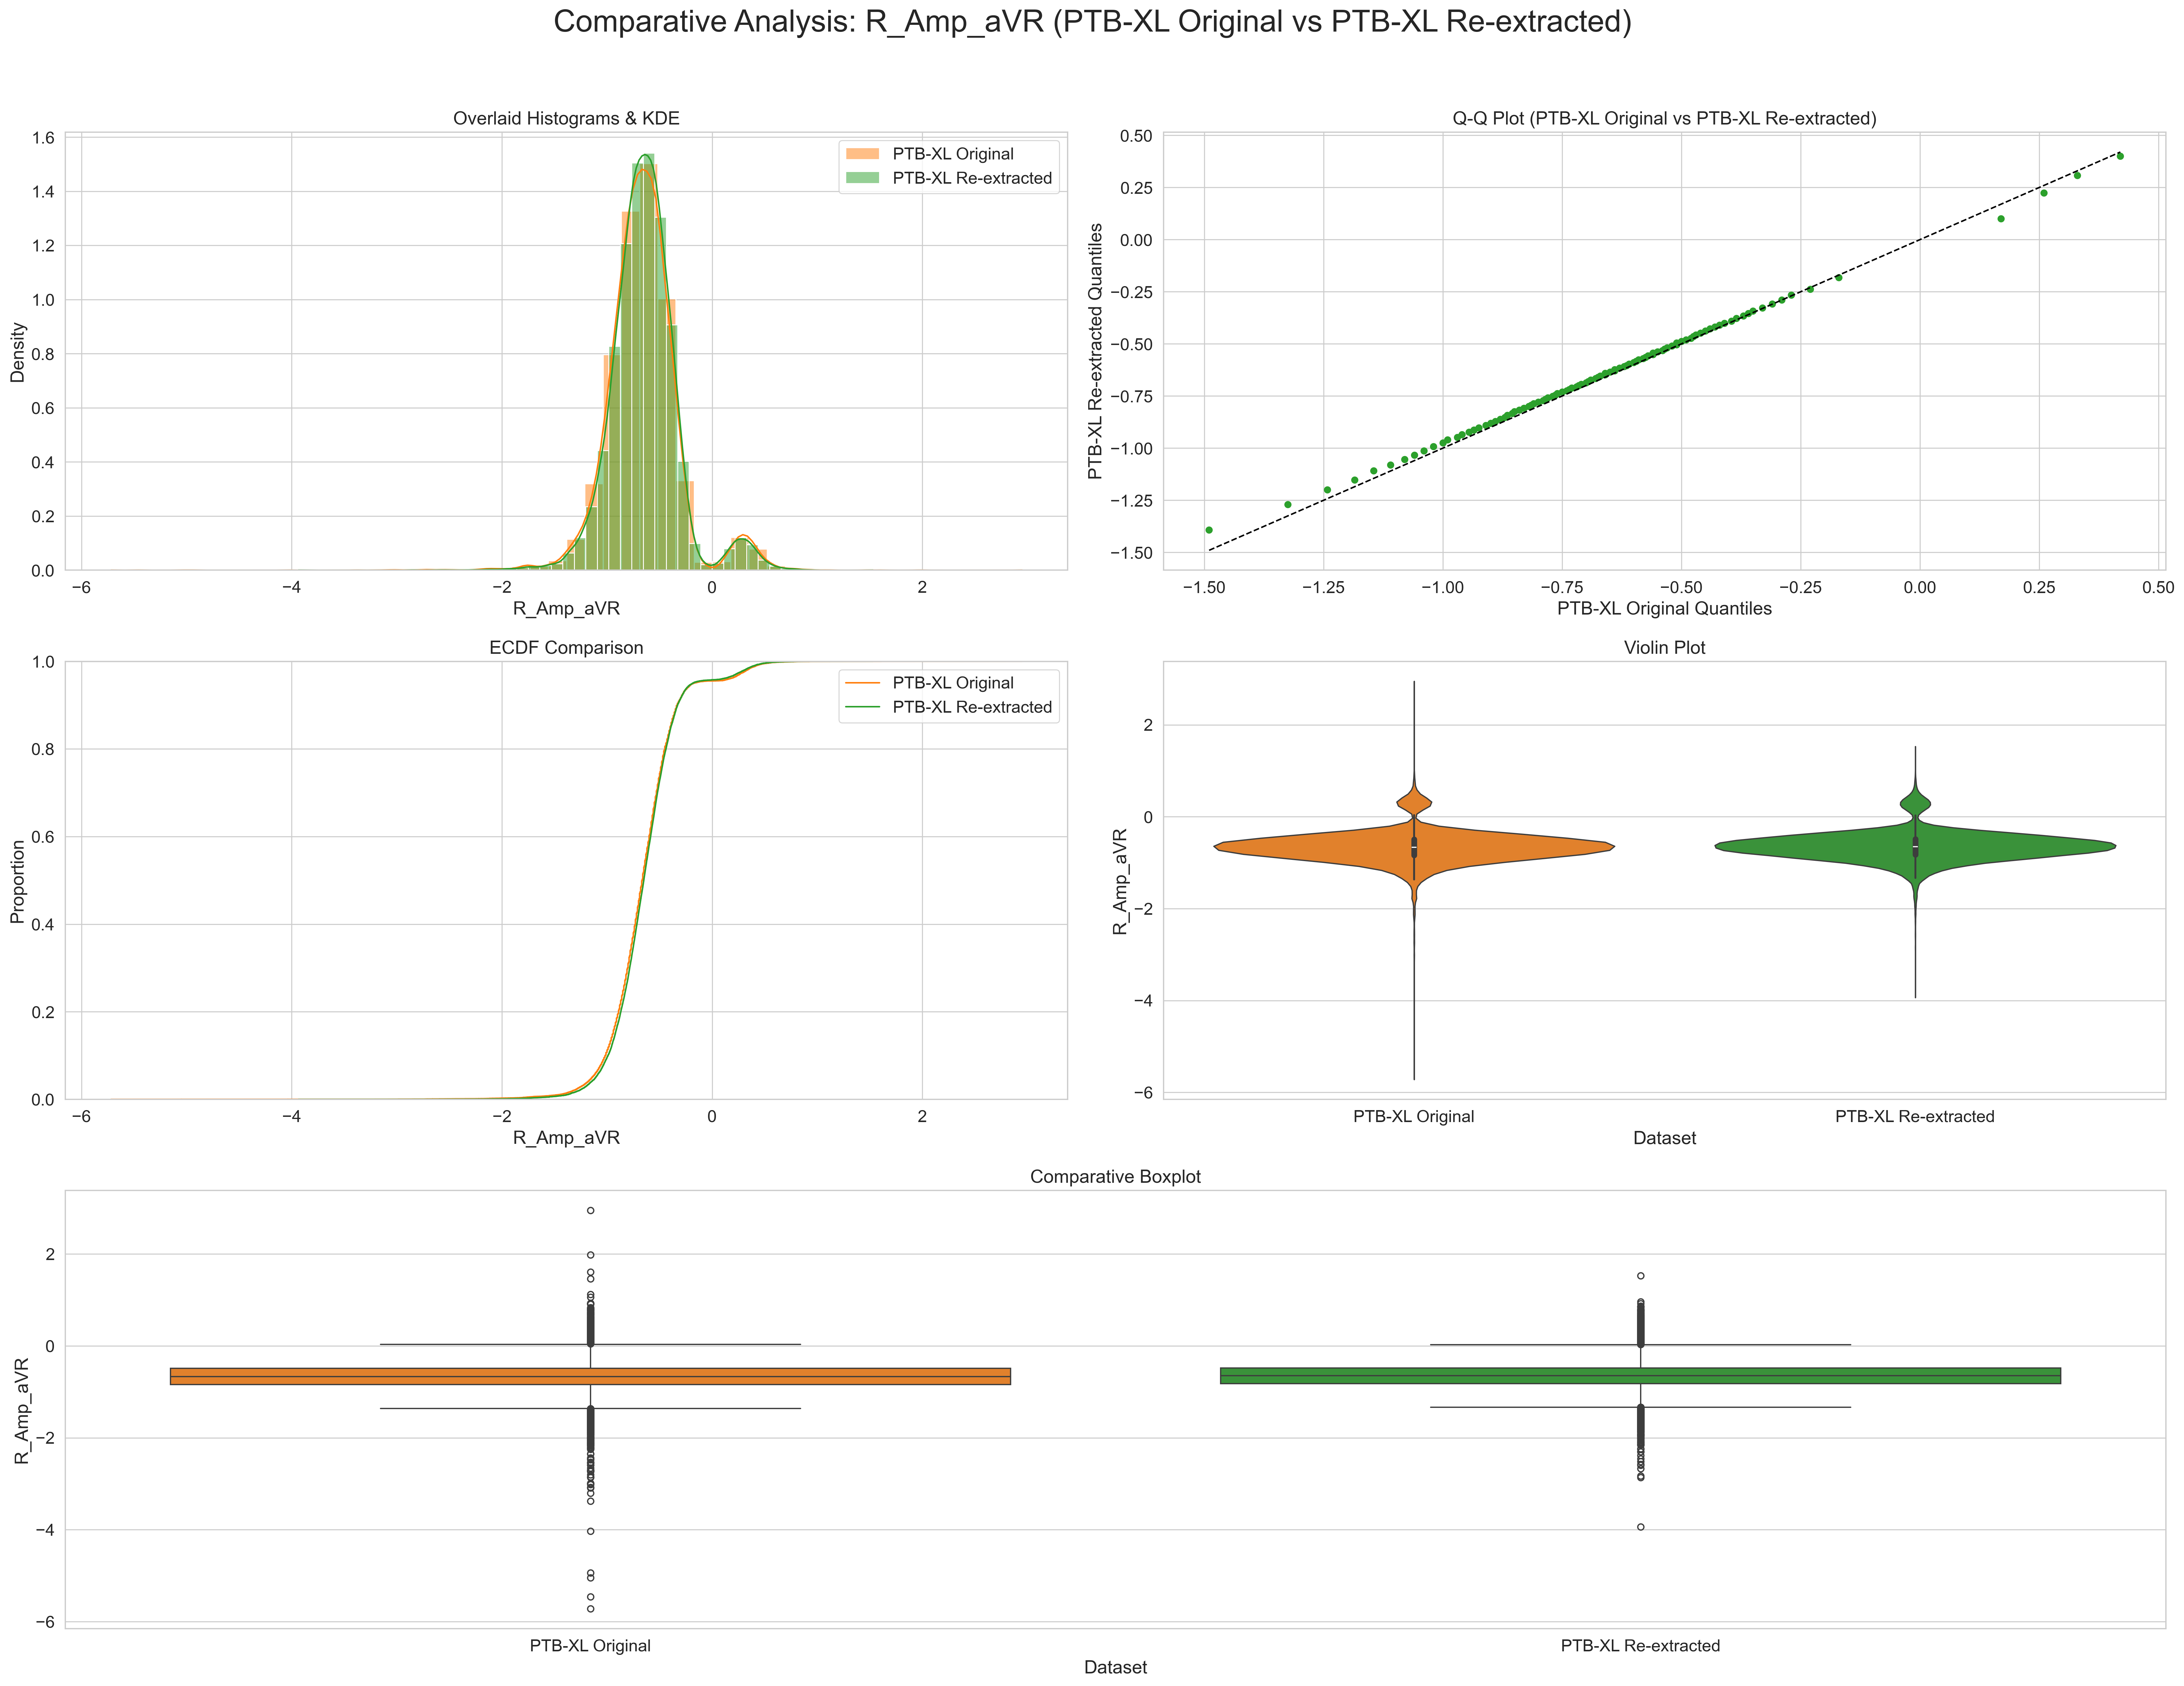 Comparative Analysis: R_Amp_aVR (PTB-XL Original vs PTB-XL Re-extracted)
Overlaid Histograms & KDE
1.6
1.4
1.2
1.0
0.8
0.6
0.4
0.2
0.0
Density
−6
−4
−2
0
2
R_Amp_aVR
PTB-XL Original
PTB-XL Re-extracted
Q-Q Plot (PTB-XL Original vs PTB-XL Re-extracted)
0.50
0.25
0.00
−0.25
−0.50
−0.75
−1.00
−1.25
−1.50
PTB-XL Re-extracted Quantiles
−1.50
−1.25
−1.00
−0.75
−0.50
−0.25
0.00
0.25
0.50
PTB-XL Original Quantiles
ECDF Comparison
1.0
0.8
0.6
0.4
0.2
0.0
Proportion
−6
−4
−2
0
2
R_Amp_aVR
PTB-XL Original
PTB-XL Re-extracted
Violin Plot
2
0
−2
−4
−6
R_Amp_aVR
PTB-XL Original
PTB-XL Re-extracted
Dataset
Comparative Boxplot
2
0
−2
−4
−6
R_Amp_aVR
PTB-XL Original
PTB-XL Re-extracted
Dataset